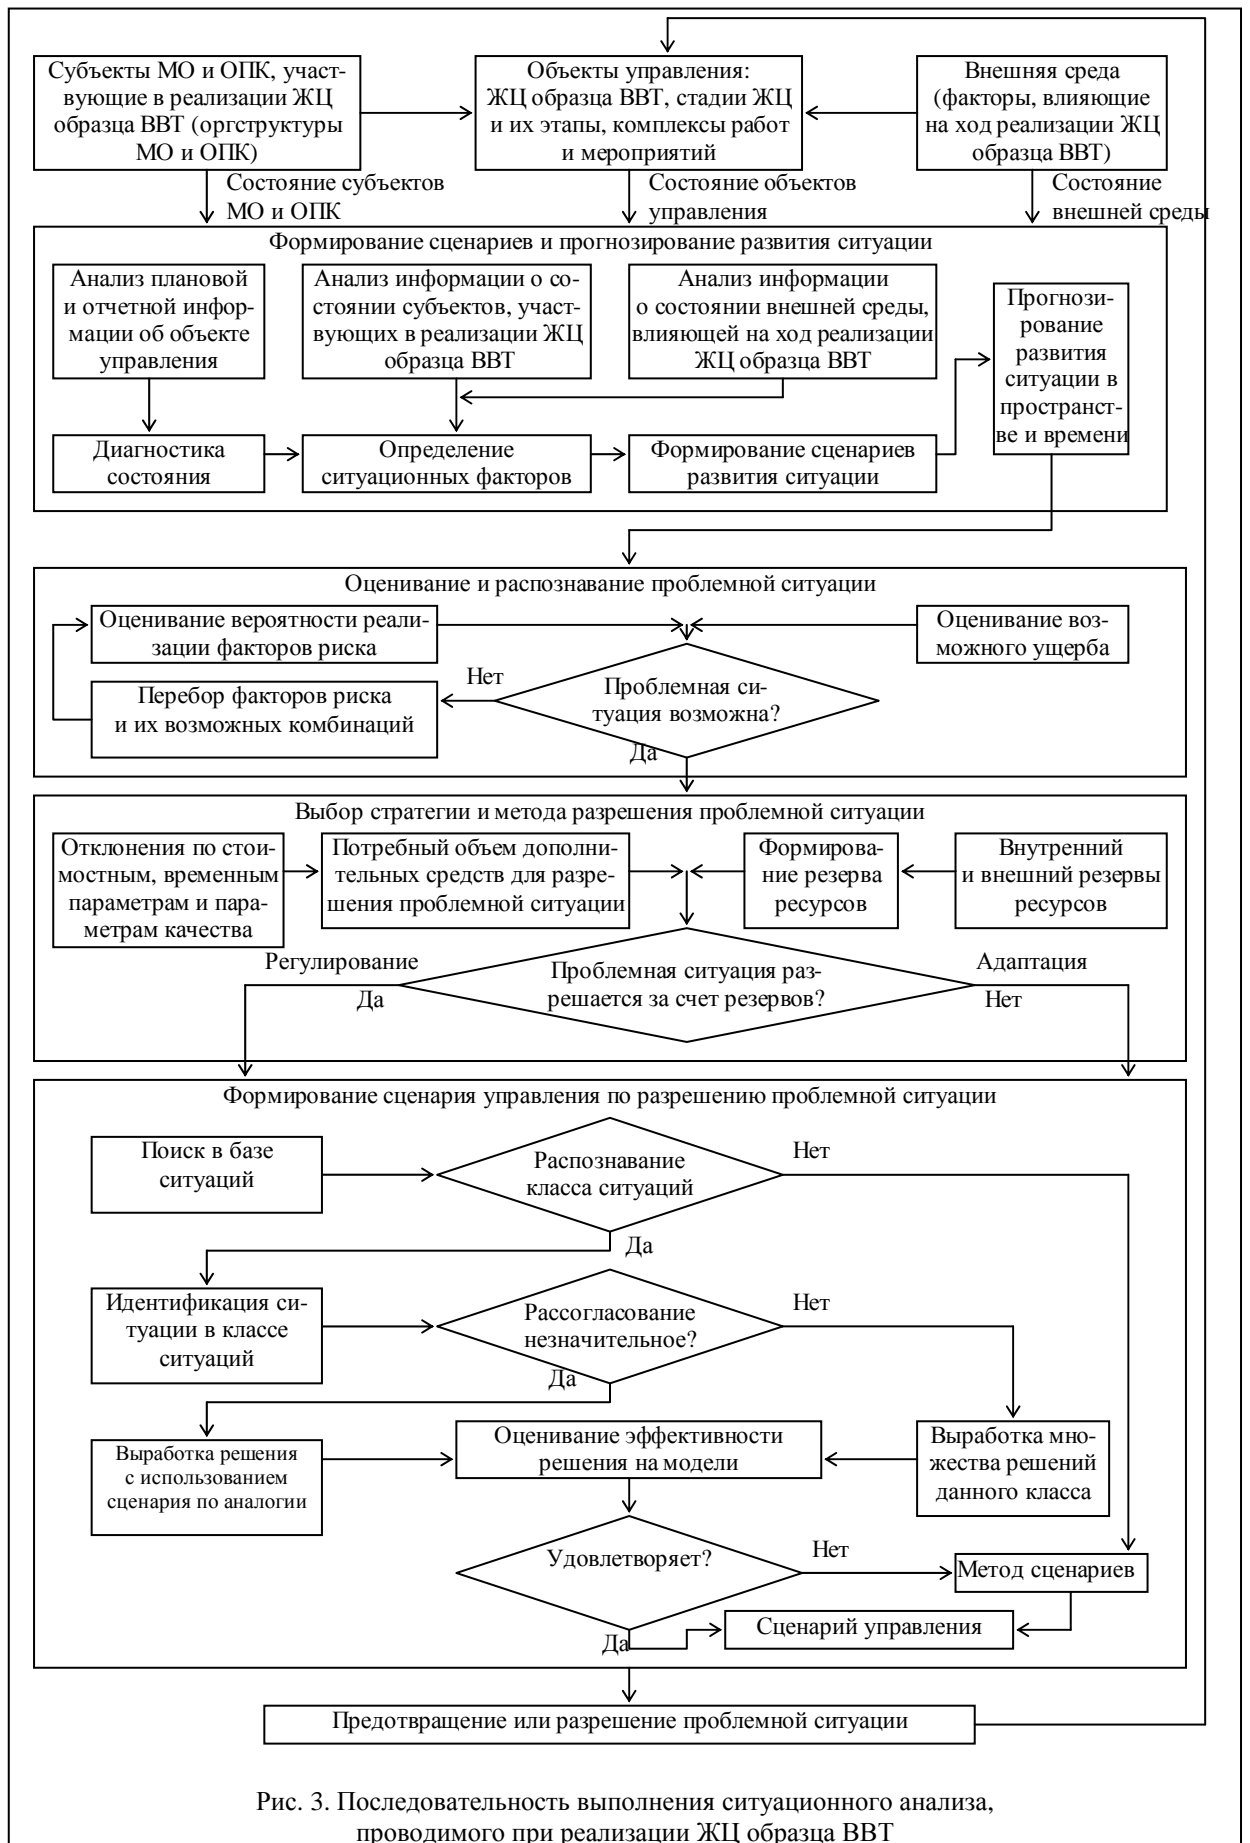 Субъекты МО и ОПК, участ-
вующие в реализации ЖЦ
образца ВВТ (оргструктуры
МО и ОПК)
Объекты управления:
ЖЦ образца ВВТ, стадии ЖЦ
и их этапы, комплексы работ
и мероприятий
Внешняя среда
(факторы, влияющие
на ход реализации ЖЦ
образца ВВТ)
Состояние субъектов
МО и ОПК
Состояние объектов
управления
Состояние
внешней среды
Формирование сценариев и прогнозирование развития ситуации
Анализ плановой
и отчетной инфор-
мации об объекте
управления
Анализ информации о со-
стоянии субъектов, участ-
вующих в реализации ЖЦ
образца ВВТ
Анализ информации
о состоянии внешней среды,
влияющей на ход реализации
ЖЦ образца ВВТ
Прогнози-
рование
развития
ситуации в
пространст-
ве и времени
Диагностика
состояния
Определение
ситуационных факторов
Формирование сценариев
развития ситуации
Оценивание и распознавание проблемной ситуации
Оценивание вероятности реали-
зации факторов риска
Оценивание воз-
можного ущерба
Нет
Перебор факторов риска
и их возможных комбинаций
Проблемная си-
туация возможна?
Да
Выбор стратегии и метода разрешения проблемной ситуации
Отклонения по стои-
мостным, временным
параметрам и пара-
метрам качества
Потребный объем дополни-
тельных средств для разре-
шения проблемной ситуации
Формирова-
ние резерва
ресурсов
Внутренний
и внешний резервы
ресурсов
Регулирование
Да
Проблемная ситуация раз-
решается за счет резервов?
Адаптация
Нет
Формирование сценария управления по разрешению проблемной ситуации
Поиск в базе
ситуаций
Распознавание
класса ситуаций
Нет
Да
Идентификация си-
туации в классе
ситуаций
Рассогласование
незначительное?
Нет
Да
Выработка решения
с использованием
сценария по аналогии
Оценивание эффективности
решения на модели
Выработка мно-
жества решений
данного класса
Удовлетворяет?
Нет
Метод сценариев
Да
Сценарий управления
Предотвращение или разрешение проблемной ситуации
Рис. 3. Последовательность выполнения ситуационного анализа,
проводимого при реализации ЖЦ образца ВВТ